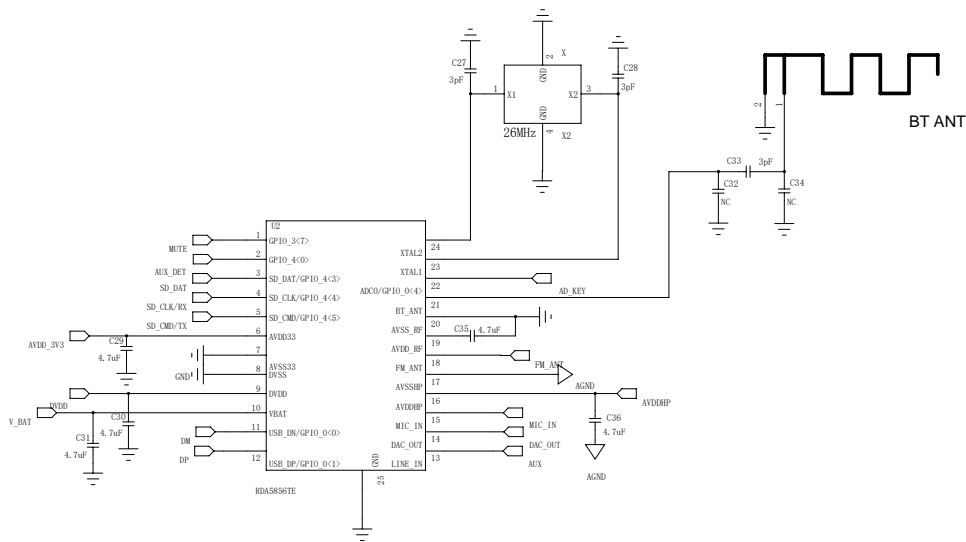 C27
3pF
2
X
GND
C28
3pF
1
X1
X2
3
GND
26MHz
4
X2
2
1
BT ANT
C33
3pF
C32
NC
C34
NC
U2
1
GPIO_3<7>
MUTE
2
GPIO_4<0>
AUX_DET
3
SD_DAT/GPIO_4<3>
SD_DAT
4
SD_CLK/GPIO_4<4>
SD_CLK/RX
5
SD_CMD/GPIO_4<5>
SD_CMD/TX
6
AVDD33
AVDD_3V3
C29
4.7uF
7
AVSS33
8
DVSS
GND
9
DVDD
DVDD
10
VBAT
V_BAT
C30
4.7uF
C31
4.7uF
11
USB_DN/GPIO_0<0>
DM
12
USB_DP/GPIO_0<1>
DP
GND
25
RDA5856TE
24
XTAL2
23
XTAL1
22
ADC0/GPIO_0<4>
AD_KEY
21
BT_ANT
20
AVSS_RF
C35
4.7uF
19
AVDD_RF
18
FM_ANT
FM_ANT
17
AVSSHP
AGND
16
AVDDHP
AVDDHP
15
MIC_IN
MIC_IN
C36
4.7uF
14
DAC_OUT
DAC_OUT
13
LINE_IN
AUX
AGND